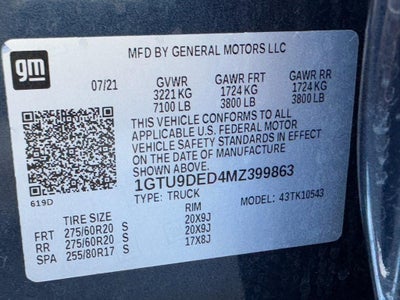 gm
MFD BY GENERAL MOTORS LLC
07/21 GVWR GAWR FRT GAWR RR
3221 KG 1724 KG 1724 KG
7100 LB 3800 LB 3800 LB
THIS VEHICLE CONFORMS TO ALL
APPLICABLE U.S. FEDERAL MOTOR
VEHICLE SAFETY STANDARDS IN EFFECT
ON THE DATE OF MANUFACTURE
SHOWN ABOVE.
619D
1GTU9DED4MZ399863
TYPE: TRUCK MODEL: 43TK10543
TIRE SIZE RIM
FRT 275/60R20 S 20X9J
RR 275/60R20 S 20X9J
SPA 255/80R17 S 17X8J